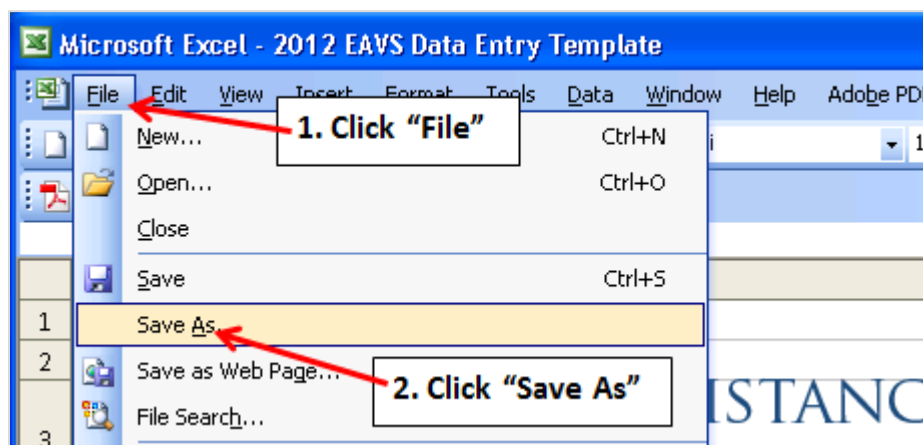 Microsoft Excel - 2012 EAVS Data Entry Template
File Edit View Insert Format Tools Data Window Help Adobe PD
1. Click “File”
New... Ctrl+N
Open... Ctrl+O
Close
Save Ctrl+S
1
Save As...
2
Save as Web Page...
2. Click “Save As”
ISTANC
File Search...
3